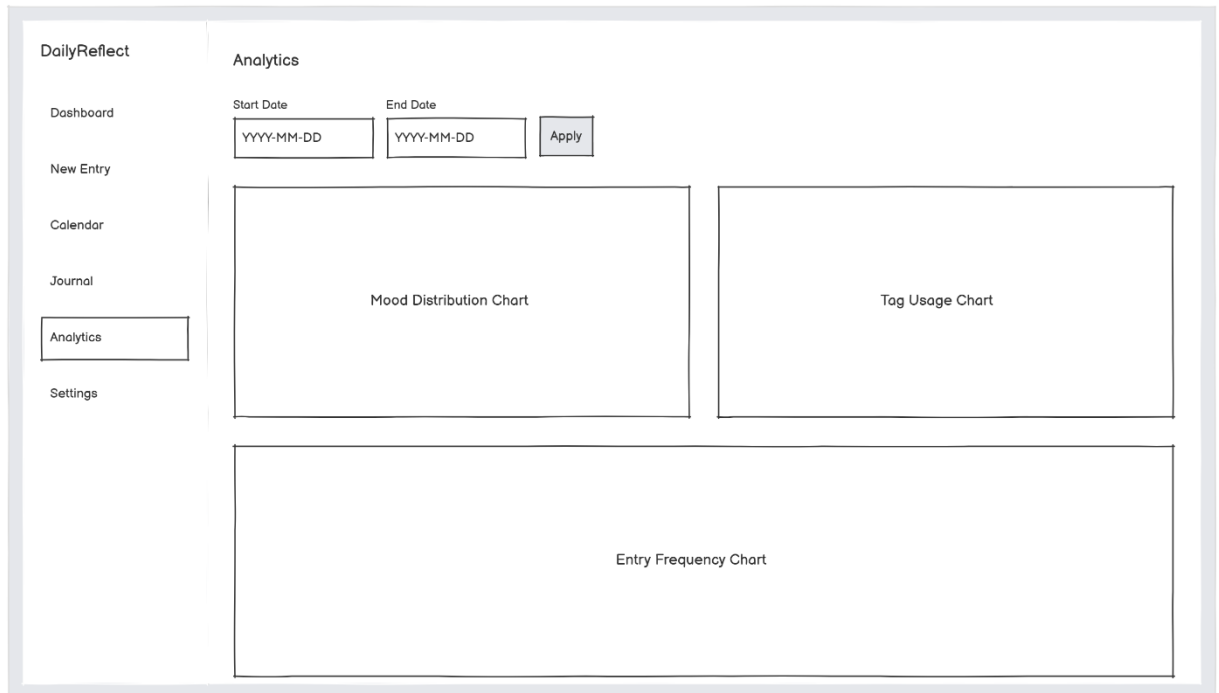 DailyReflect
Dashboard
New Entry
Calendar
Journal
Analytics
Settings
Analytics
Start Date
End Date
YYYY-MM-DD
YYYY-MM-DD
Apply
Mood Distribution Chart
Tag Usage Chart
Entry Frequency Chart